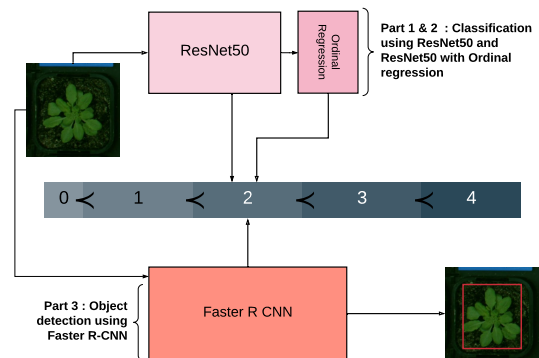 ResNet50
Ordinal
Regression
Part 1 & 2 : Classification
using ResNet50 and
ResNet50 with Ordinal
regression
0 ≺ 1 ≺ 2 ≺ 3 ≺ 4
Part 3 : Object
detection using
Faster R-CNN
Faster R CNN